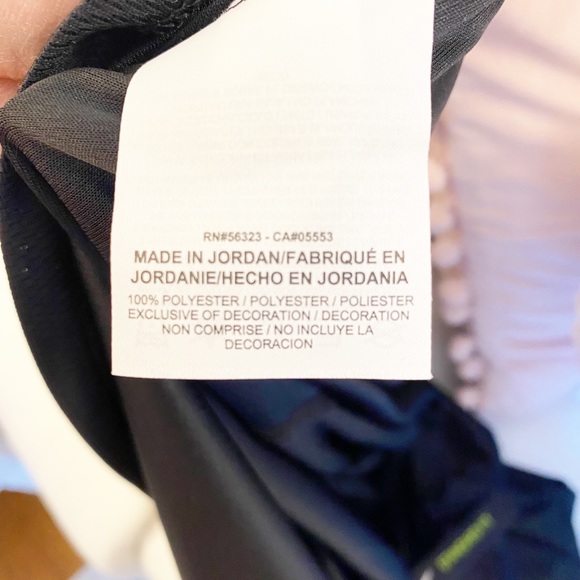 RN#56323 - CA#05553
MADE IN JORDAN/FABRIQUÉ EN
JORDANIE/HECHO EN JORDANIA
100% POLYESTER / POLYESTER / POLIESTER
EXCLUSIVE OF DECORATION / DECORATION
NON COMPRISE / NO INCLUYE LA
DECORACION